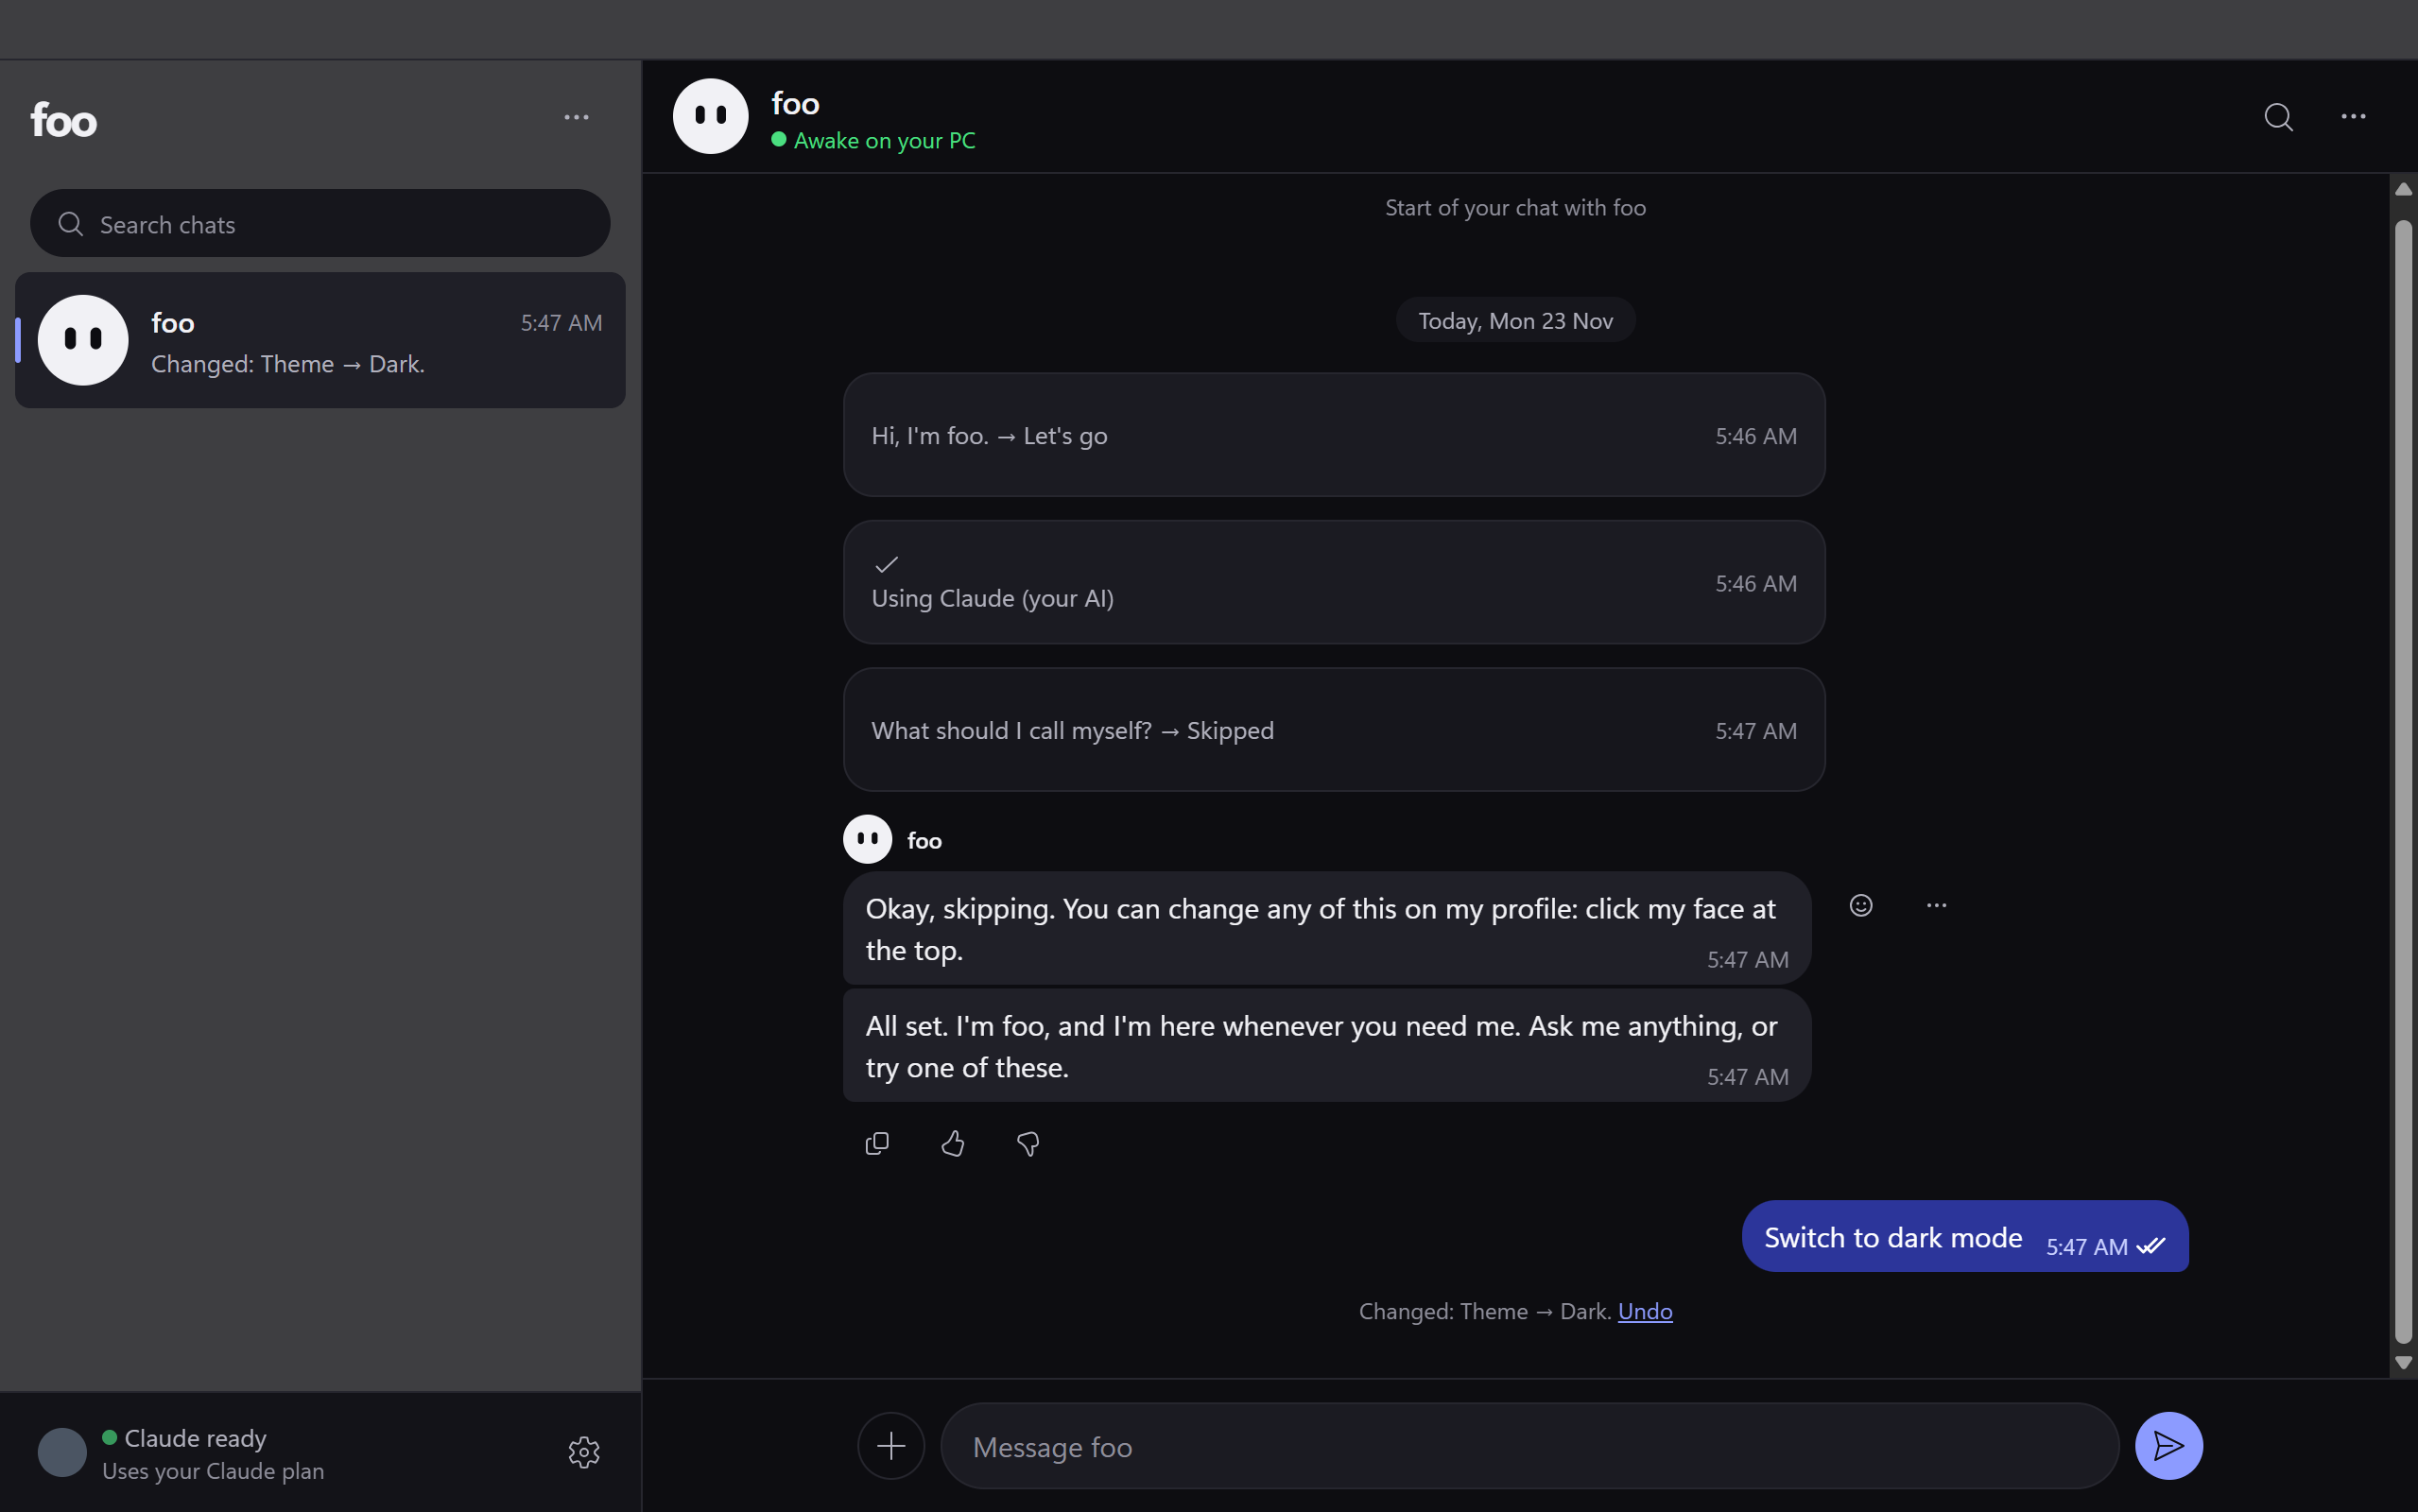 foo
Search chats
foo
5:47 AM
Changed: Theme → Dark.
Claude ready
Uses your Claude plan
foo
Awake on your PC
Start of your chat with foo
Today, Mon 23 Nov
Hi, I'm foo. → Let's go
5:46 AM
Using Claude (your AI)
5:46 AM
What should I call myself? → Skipped
5:47 AM
foo
Okay, skipping. You can change any of this on my profile: click my face at
the top.
5:47 AM
All set. I'm foo, and I'm here whenever you need me. Ask me anything, or
try one of these.
5:47 AM
Switch to dark mode
5:47 AM
Changed: Theme → Dark. Undo
Message foo